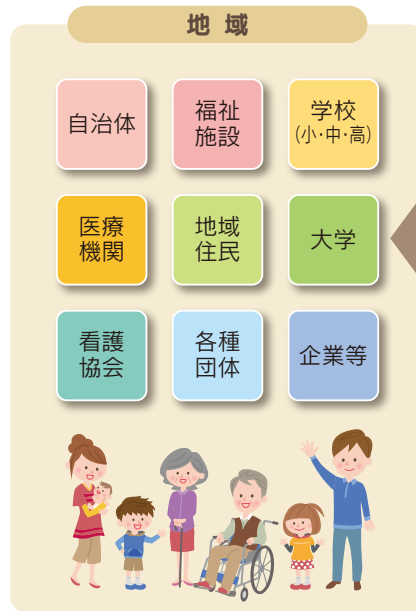 地 域
自治体
福祉
施設
学校
(小・中・高)
医療
機関
地域
住民
大学
看護
協会
各種
団体
企業等